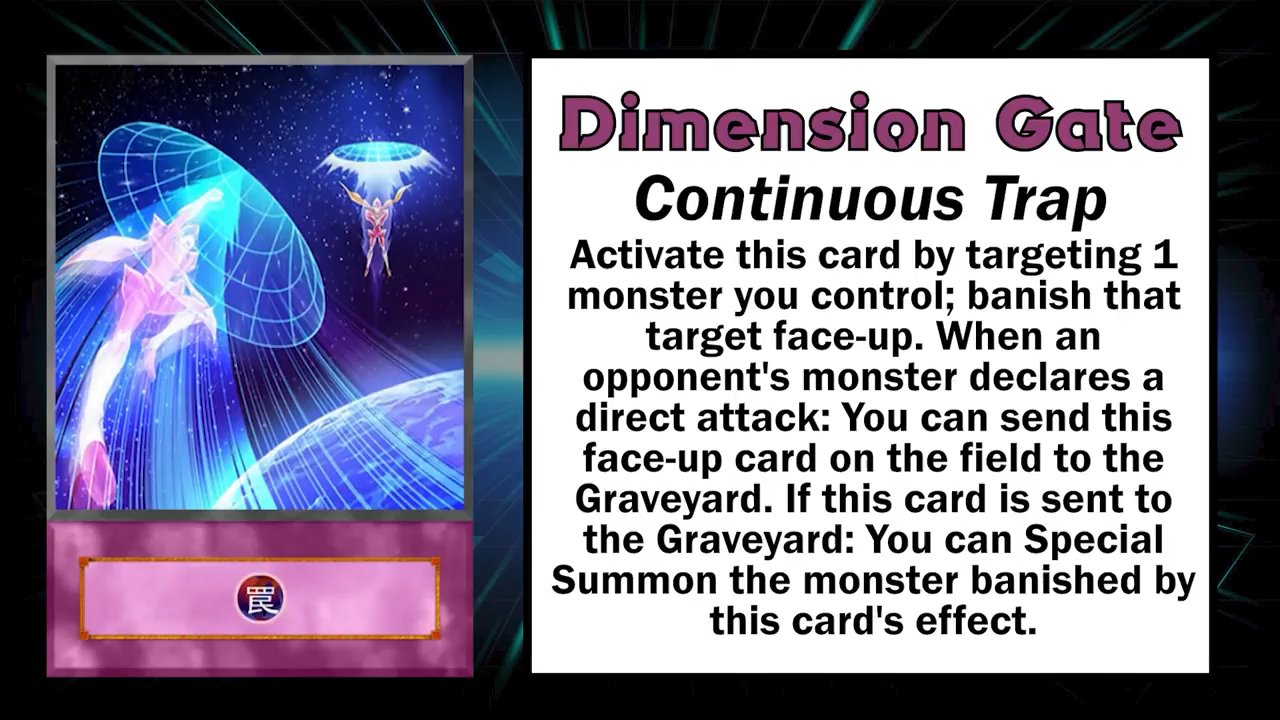 Dimension Gate
Continuous Trap
Activate this card by targeting 1
monster you control; banish that
target face-up. When an
opponent's monster declares a
direct attack: You can send this
face-up card on the field to the
Graveyard. If this card is sent to
the Graveyard: You can Special
Summon the monster banished by
this card's effect.
罠